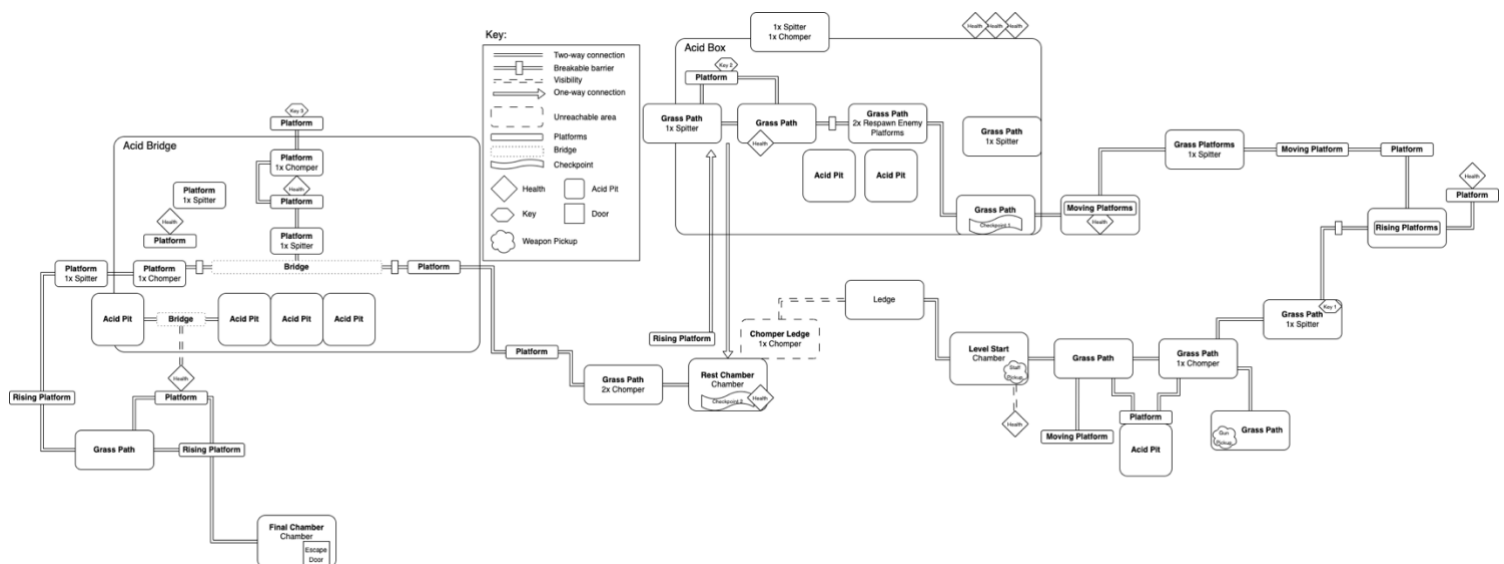 Key:
Two-way connection
Breakable barrier
Visibility
One-way connection
Unreachable area
Platforms
Bridge
Checkpoint
Health
Acid Pit
Key
Door
Weapon Pickup
Acid Bridge
Key 3
Platform
Platform
1x Chomper
Health
Platform
Platform
1x Spitter
Platform
1x Spitter
Health
Platform
Platform
1x Spitter
Platform
1x Chomper
Bridge
Platform
Acid Pit
Bridge
Acid Pit
Acid Pit
Acid Pit
Health
Rising Platform
Platform
Grass Path
Rising Platform
Final Chamber
Chamber
Escape
Door
Platform
Grass Path
2x Chomper
Rest Chamber
Chamber
Checkpoint 2
Health
Rising Platform
Chomper Ledge
1x Chomper
Ledge
Acid Box
1x Spitter
1x Chomper
Health
Health
Health
Key 2
Platform
Grass Path
1x Spitter
Grass Path
Health
Grass Path
2x Respawn Enemy
Platforms
Acid Pit
Acid Pit
Grass Path
1x Spitter
Grass Path
Checkpoint 1
Moving Platforms
Health
Grass Platforms
1x Spitter
Moving Platform
Platform
Health
Platform
Rising Platforms
Key 1
Grass Path
1x Spitter
Level Start
Chamber
Staff
Pickup
Health
Grass Path
Grass Path
1x Chomper
Moving Platform
Platform
Acid Pit
Gun
Pickup
Grass Path